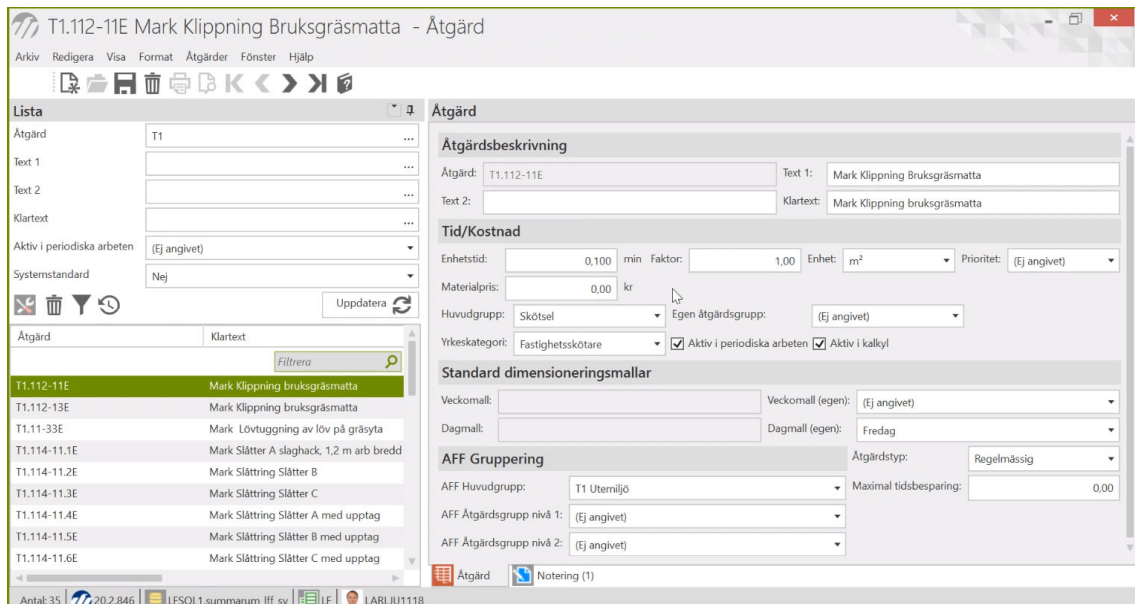 T1.112-11E Mark Klippning Bruksgräsmatta - Åtgärd
Arkiv Redigera Visa Format Åtgärder Fönster Hjälp
Lista
Åtgärd T1 ...
Text 1 ...
Text 2 ...
Klartext ...
Aktiv i periodiska arbeten (Ej angivet)
Systemstandard Nej
Uppdatera
Åtgärd Klartext
Filtrera
T1.112-11E Mark Klippning bruksgräsmatta
T1.112-13E Mark Klippning bruksgräsmatta
T1.11-33E Mark Lövtuggning av löv på gräsyta
T1.114-11.1E Mark Slåtter A slaghack, 1,2 m arb bredd
T1.114-11.2E Mark Slåttring Slåtter B
T1.114-11.3E Mark Slåttring Slåtter C
T1.114-11.4E Mark Slåttring Slåtter A med upptag
T1.114-11.5E Mark Slåttring Slåtter B med upptag
T1.114-11.6E Mark Slåttring Slåtter C med upptag
Åtgärd
Åtgärdsbeskrivning
Åtgärd: T1.112-11E Text 1: Mark Klippning Bruksgräsmatta
Text 2: Klartext: Mark Klippning bruksgräsmatta
Tid/Kostnad
Enhetstid: 0,100 min Faktor: 1,00 Enhet: m² Prioritet: (Ej angivet)
Materialpris: 0,00 kr
Huvudgrupp: Skötsel Egen åtgärdsgrupp: (Ej angivet)
Yrkeskategori: Fastighetsskötare Aktiv i periodiska arbeten Aktiv i kalkyl
Standard dimensioneringsmallar
Veckomall: Veckomall (egen): (Ej angivet)
Dagmall: Dagmall (egen): Fredag
AFF Gruppering Åtgärdstyp: Regelmässig
AFF Huvudgrupp: T1 Utemiljö Maximal tidsbesparing: 0,00
AFF Åtgärdsgrupp nivå 1: (Ej angivet)
AFF Åtgärdsgrupp nivå 2: (Ej angivet)
Åtgärd Notering (1)
Antal: 35 20.2.846 LFSQL1.summarum_lff_sv LF LARLJU1118